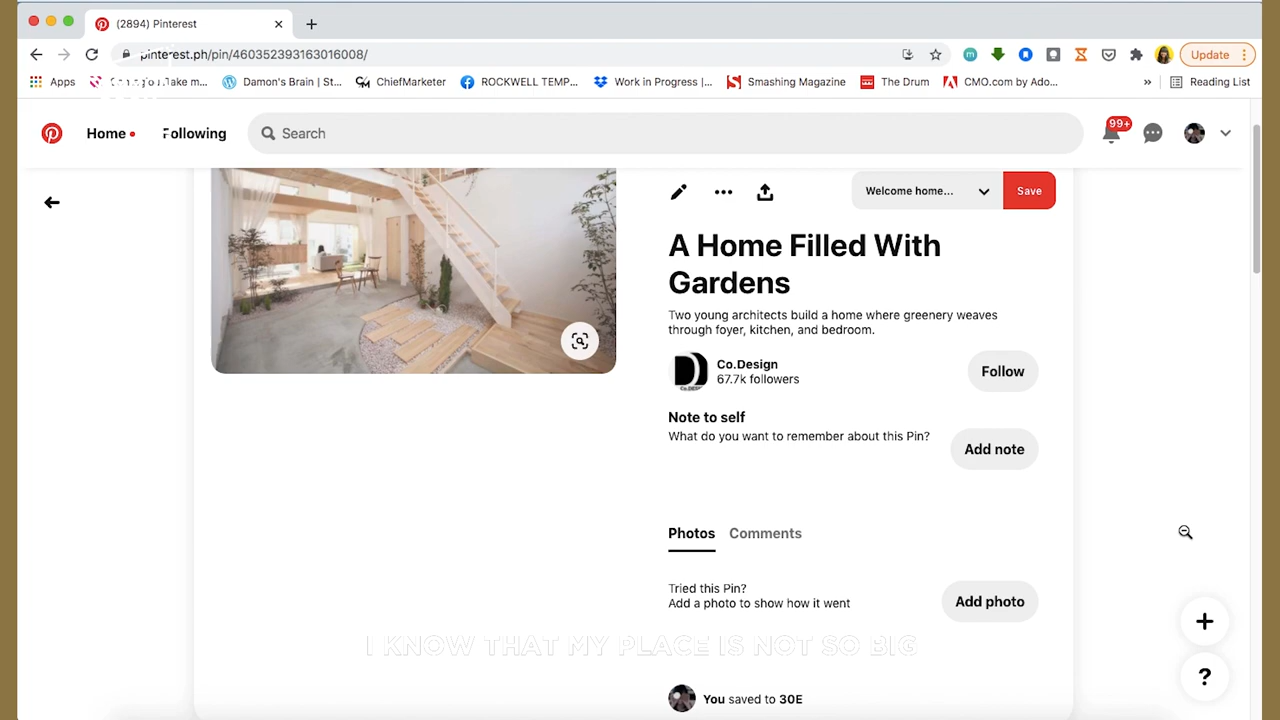 (2894) Pinterest
pinterest.ph/pin/460352393163016008/
Update
Apps
Damon's Brain | St...
ChiefMarketer
ROCKWELL TEMP...
Work in Progress |...
Smashing Magazine
The Drum
CMO.com by Ado...
Reading List
Home
Following
Search
99+
Welcome home...
Save
A Home Filled With
Gardens
Two young architects build a home where greenery weaves
through foyer, kitchen, and bedroom.
Co.Design
67.7k followers
Follow
Note to self
What do you want to remember about this Pin?
Add note
Photos
Comments
Tried this Pin?
Add a photo to show how it went
Add photo
I KNOW THAT MY PLACE IS NOT SO BIG
You saved to 30E